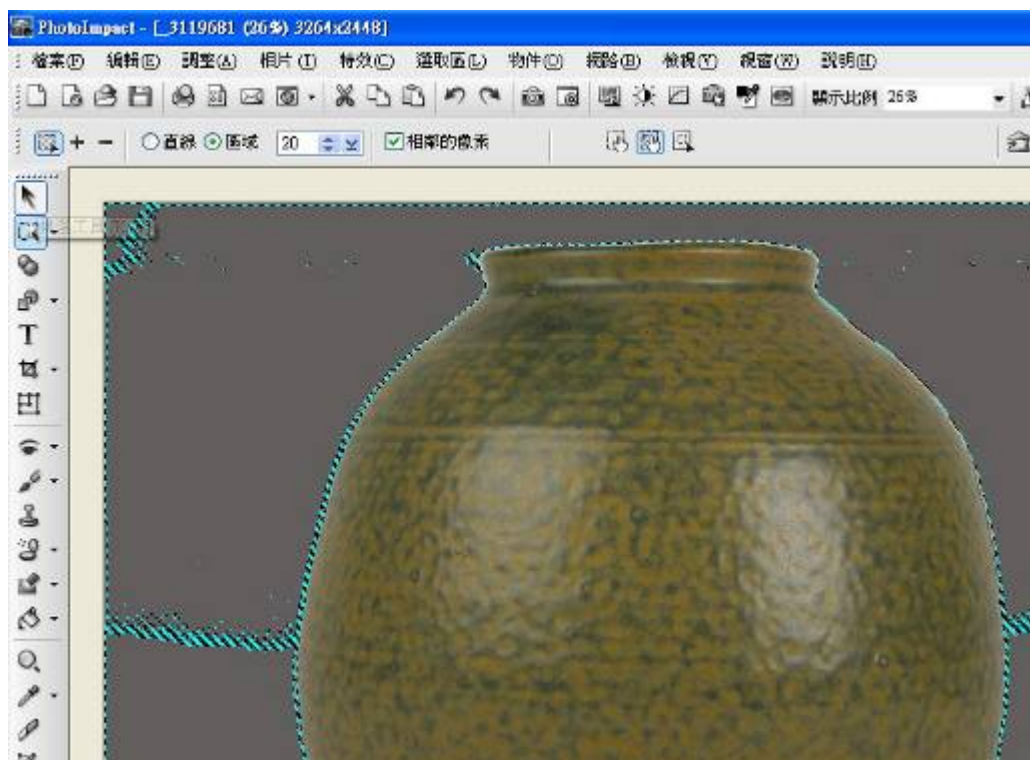 PhotoImpact - [_3119681 (26%) 3264x2448]
檔案(F) 編輯(E) 調整(A) 相片(I) 特效(C) 選取區(L) 物件(O) 網路(B) 檢視(V) 視窗(W) 說明(H)
顯示比例 26%
直線 區域 20 相鄰的像素
T